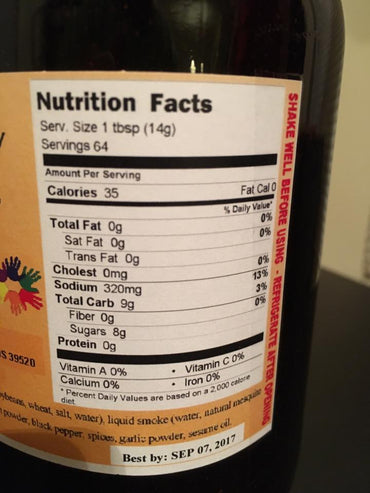 Nutrition Facts
Serv. Size 1 tbsp (14g)
Servings 64
Amount Per Serving
Calories 35 Fat Cal 0
% Daily Value*
Total Fat 0g 0%
Sat Fat 0g 0%
Trans Fat 0g
Cholest 0mg 0%
Sodium 320mg 13%
Total Carb 9g 3%
Fiber 0g 0%
Sugars 8g
Protein 0g
Vitamin A 0% • Vitamin C 0%
Calcium 0% • Iron 0%
* Percent Daily Values are based on a 2,000 calorie
diet.
wheat, salt, water), liquid smoke (water, natural mesquite
powder, black pepper, spices, garlic powder, sesame oil.
Best by: SEP 07, 2017
SHAKE WELL BEFORE USING - REFRIGERATE AFTER OPENING
39520